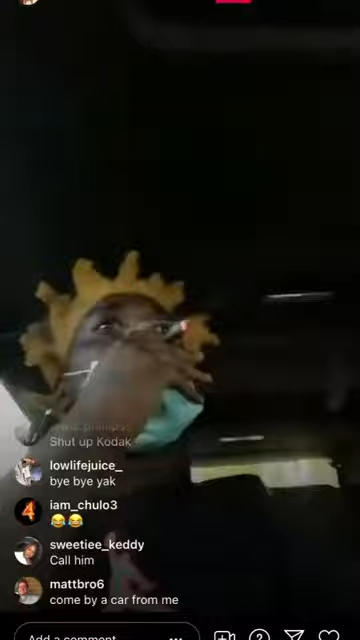 Shut up Kodak
lowlifejuice_
bye bye yak
iam_chulo3
😂😂
sweetiee_keddy
Call him
mattbro6
come by a car from me
Add a comment